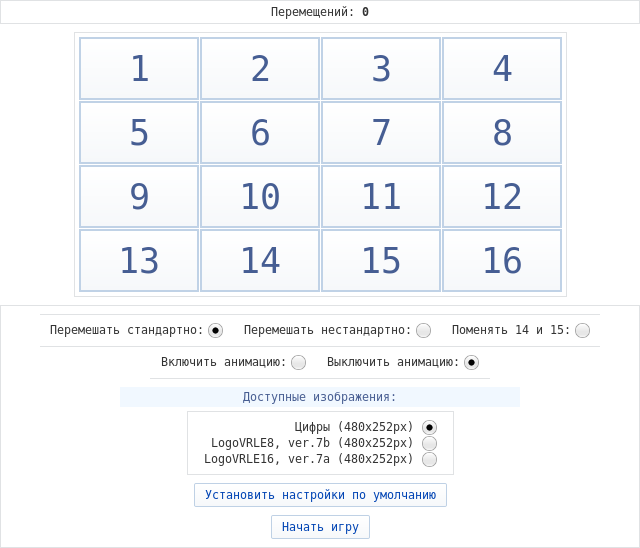 Перемещений: 0
1 2 3 4
5 6 7 8
9 10 11 12
13 14 15 16
Перемешать стандартно: Перемешать нестандартно: Поменять 14 и 15:
Включить анимацию: Выключить анимацию:
Доступные изображения:
Цифры (480x252px)
LogoVRLE8, ver.7b (480x252px)
LogoVRLE16, ver.7a (480x252px)
Установить настройки по умолчанию
Начать игру